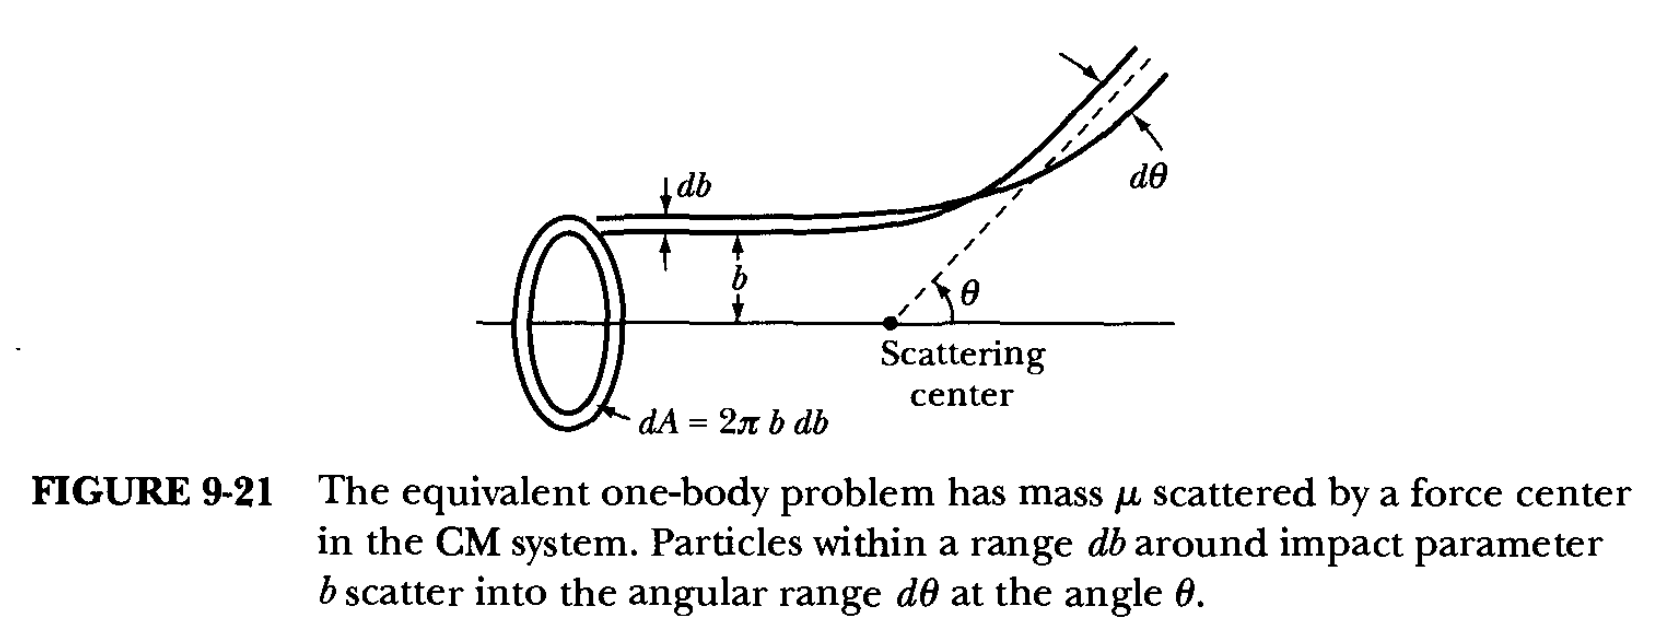 db
dθ
b
θ
Scattering
center
dA = 2π b db
FIGURE 9-21 The equivalent one-body problem has mass μ scattered by a force center
in the CM system. Particles within a range db around impact parameter
b scatter into the angular range dθ at the angle θ.